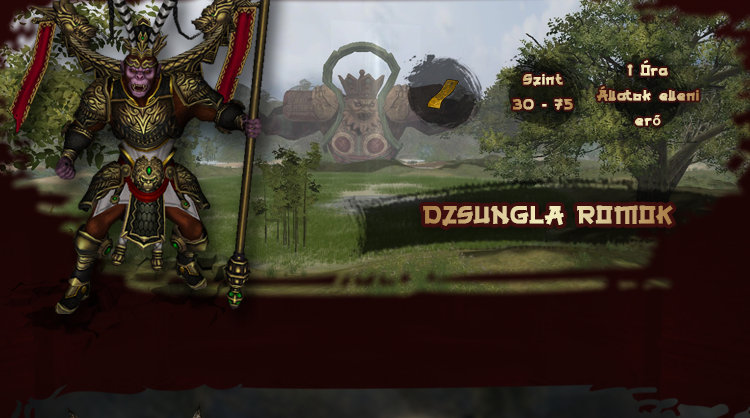 Szint
30 - 75
1 Óra
Állatok elleni
erő
DZSUNGLA ROMOK